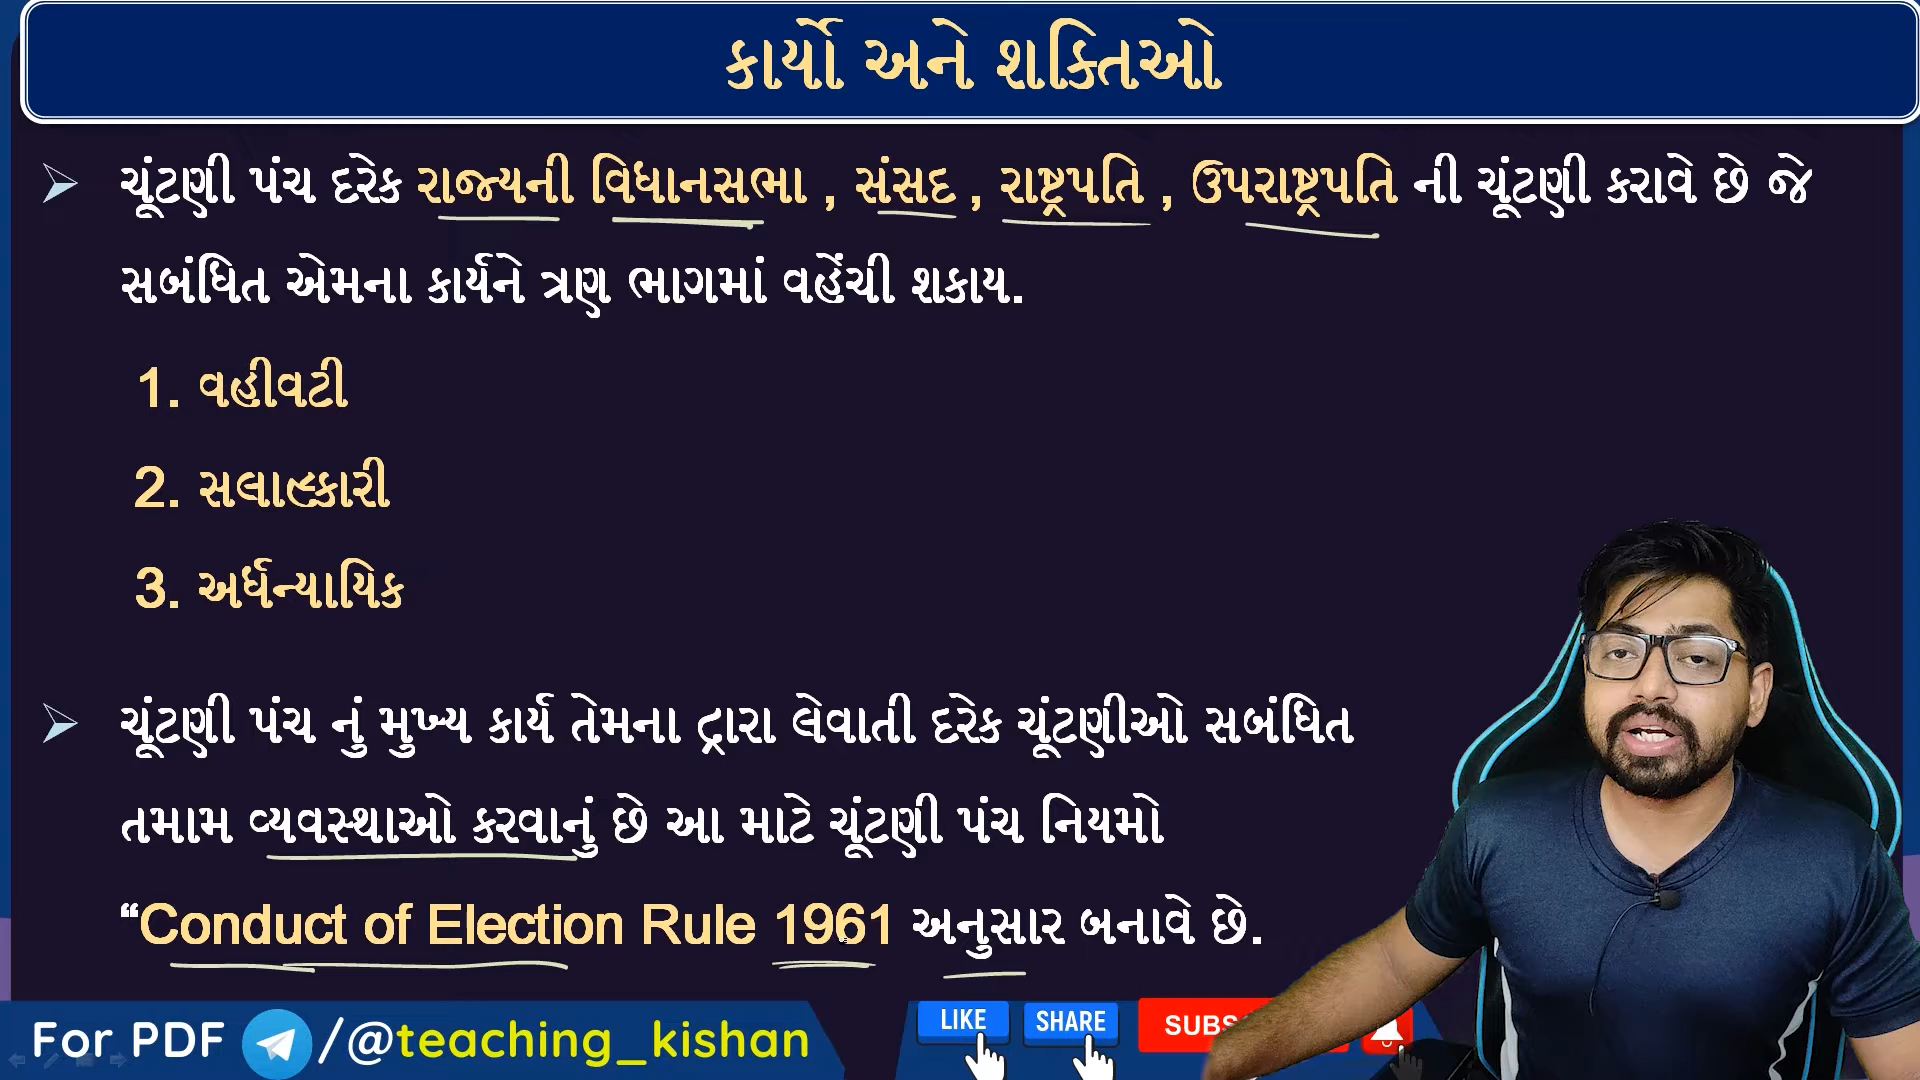 કાર્યો અને શક્તિઓ
➢ ચૂંટણી પંચ દરેક રાજ્યની વિધાનસભા , સંસદ , રાષ્ટ્રપતિ , ઉપરાષ્ટ્રપતિ ની ચૂંટણી કરાવે છે જે
સબંધિત એમના કાર્યને ત્રણ ભાગમાં વહેંચી શકાય.
1. વહીવટી
2. સલાહ્કારી
3. અર્ધન્યાયિક
➢ ચૂંટણી પંચ નું મુખ્ય કાર્ય તેમના દ્રારા લેવાતી દરેક ચૂંટણીઓ સબંધિત
તમામ વ્યવસ્થાઓ કરવાનું છે આ માટે ચૂંટણી પંચ નિયમો
“Conduct of Election Rule 1961 અનુસાર બનાવે છે.
For PDF /@teaching_kishan
LIKE SHARE